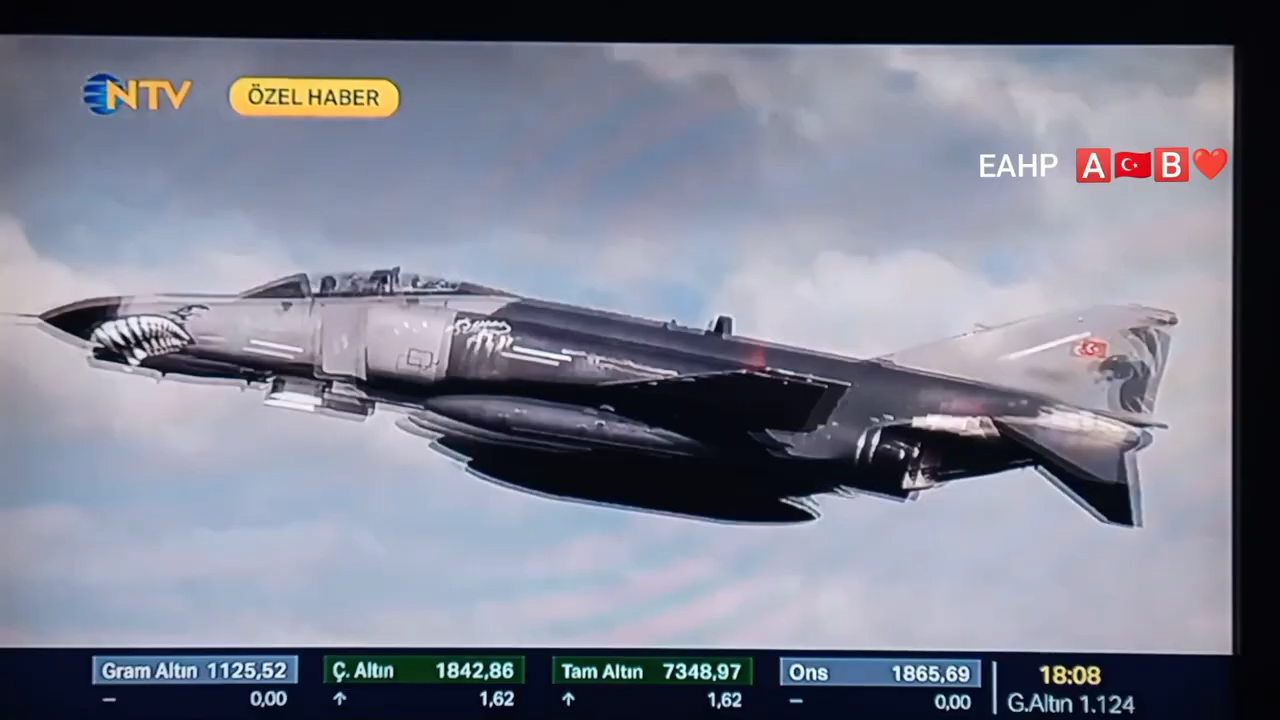 NTV
ÖZEL HABER
EAHP 🅰️🇹🇷🅱️❤️
Gram Altın 1125,52
— 0,00
Ç. Altın 1842,86
↑ 1,62
Tam Altın 7348,97
↑ 1,62
Ons 1865,69
— 0,00
18:08
G.Altın 1.124